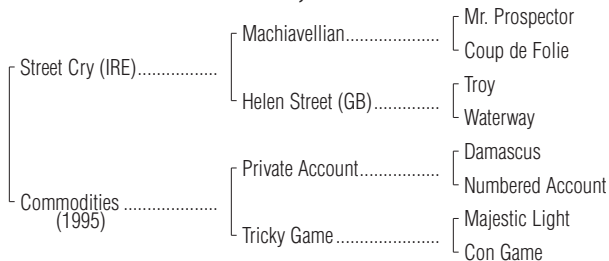 Machiavellian.................... Mr. Prospector
Coup de Folie
Street Cry (IRE).................
Helen Street (GB).............. Troy
Waterway
Private Account................. Damascus
Numbered Account
Commodities ....................
(1995)
Tricky Game...................... Majestic Light
Con Game